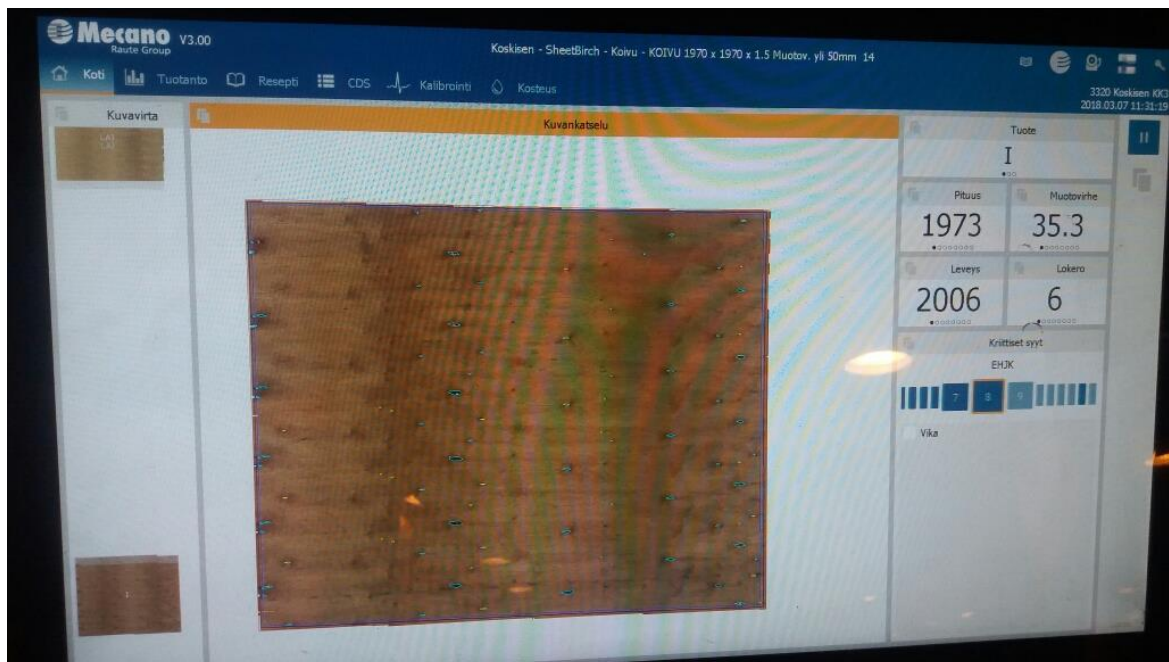 Mecano V3.00
Raute Group
Koskisen - SheetBirch - Koivu - KOIVU 1970 x 1970 x 1.5 Muotov. yli 50mm 14
Koti Tuotanto Resepti CDS Kalibrointi Kosteus
3320 Koskisen KK3
2018.03.07 11:31:19
Kuvavirta
Kuvankatselu
Tuote
I
Pituus Muotovirhe
1973 35.3
Leveys Lokero
2006 6
Kriittiset syyt
EHJK
7 8 9
Vika